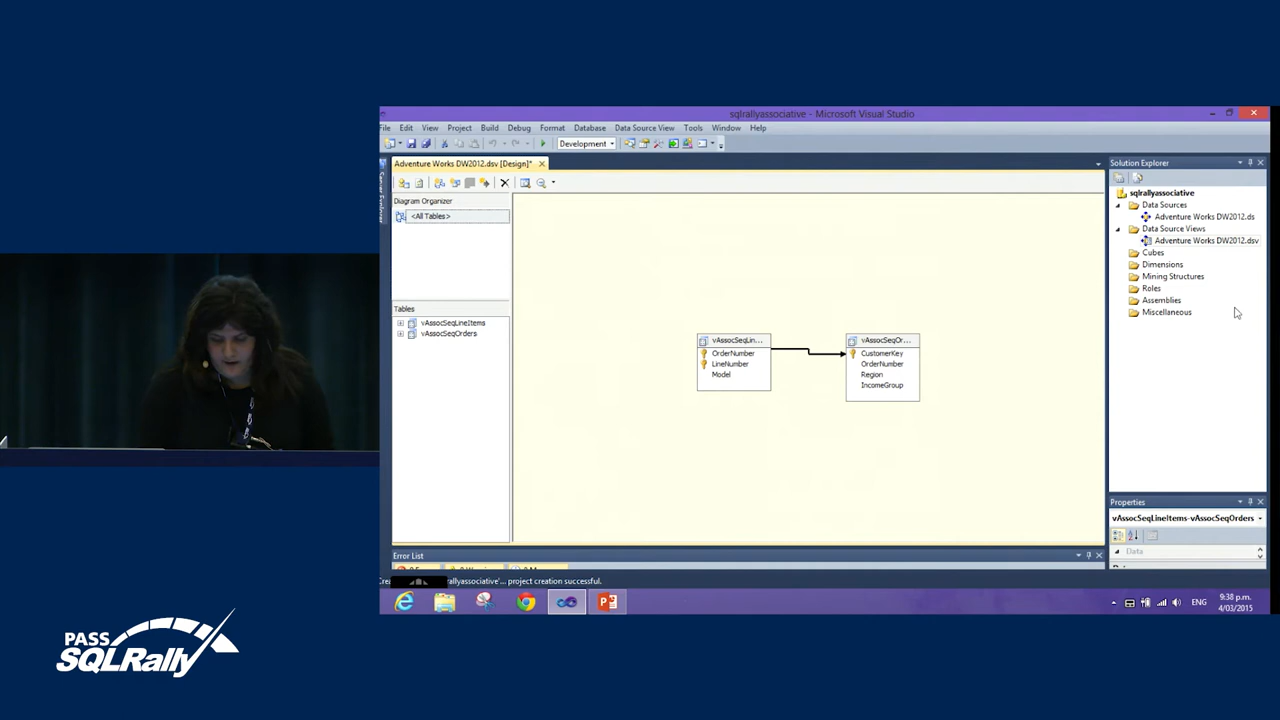 sqlrallyassociative - Microsoft Visual Studio
File Edit View Project Build Debug Format Database Data Source View Tools Window Help
Development
Server Explorer
Adventure Works DW2012.dsv [Design]*
Diagram Organizer
<All Tables>
Tables
vAssocSeqLineItems
vAssocSeqOrders
vAssocSeqLin...
OrderNumber
LineNumber
Model
vAssocSeqOr...
CustomerKey
OrderNumber
Region
IncomeGroup
Solution Explorer
sqlrallyassociative
Data Sources
Adventure Works DW2012.ds
Data Source Views
Adventure Works DW2012.dsv
Cubes
Dimensions
Mining Structures
Roles
Assemblies
Miscellaneous
Properties
vAssocSeqLineItems-vAssocSeqOrders
Data
Error List
rallyassociative'... project creation successful.
ENG
9:38 p.m.
4/03/2015
PASS
SQLRally